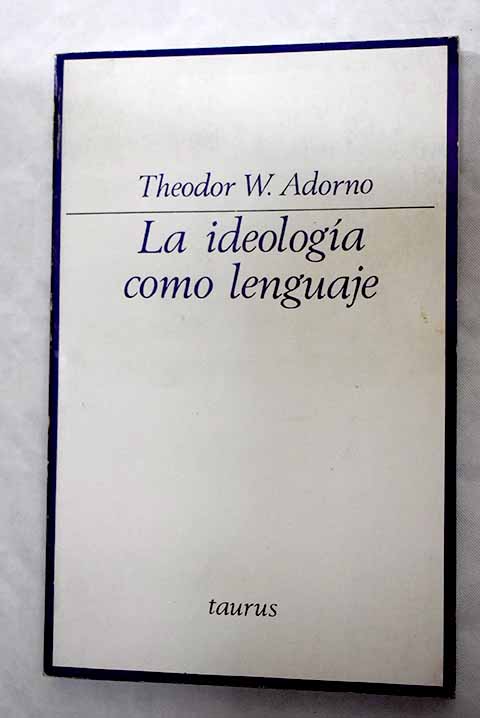 Theodor W. Adorno
La ideología
como lenguaje
taurus